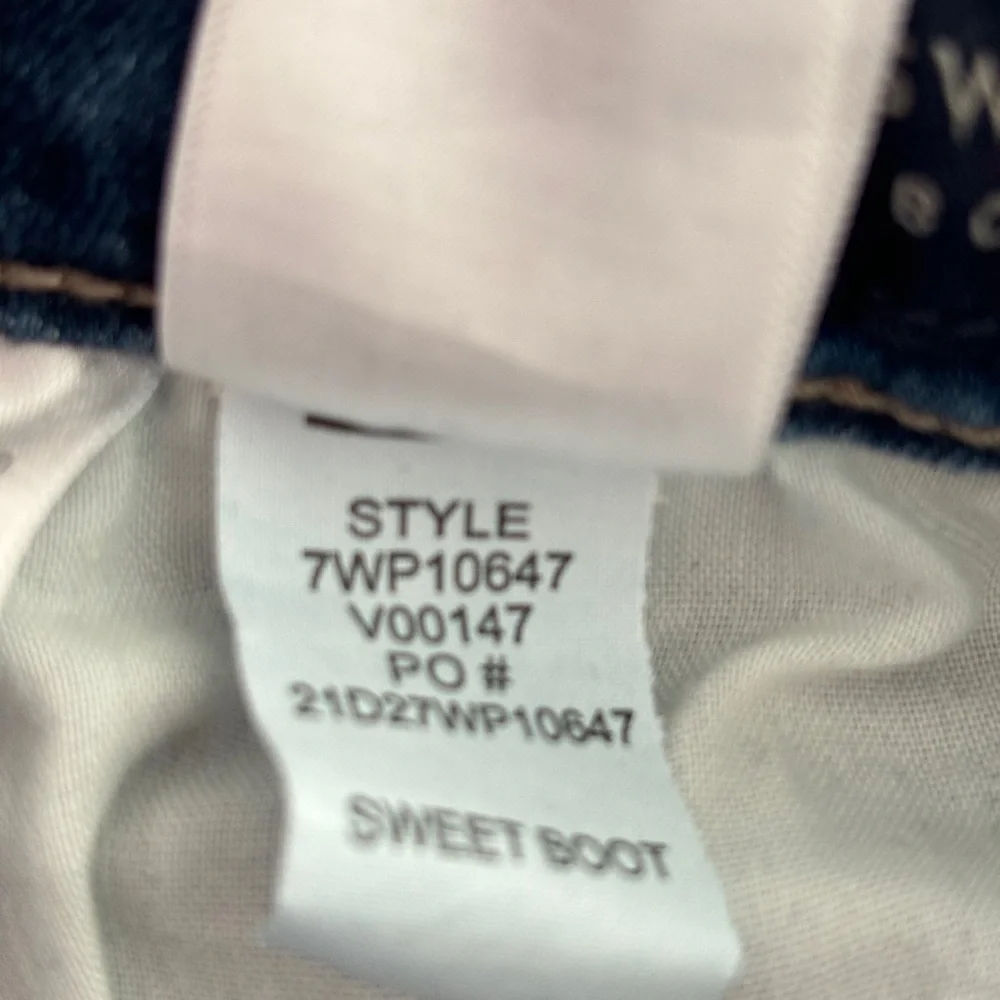 STYLE
7WP10647
V00147
PO #
21D27WP10647
SWEET BOOT